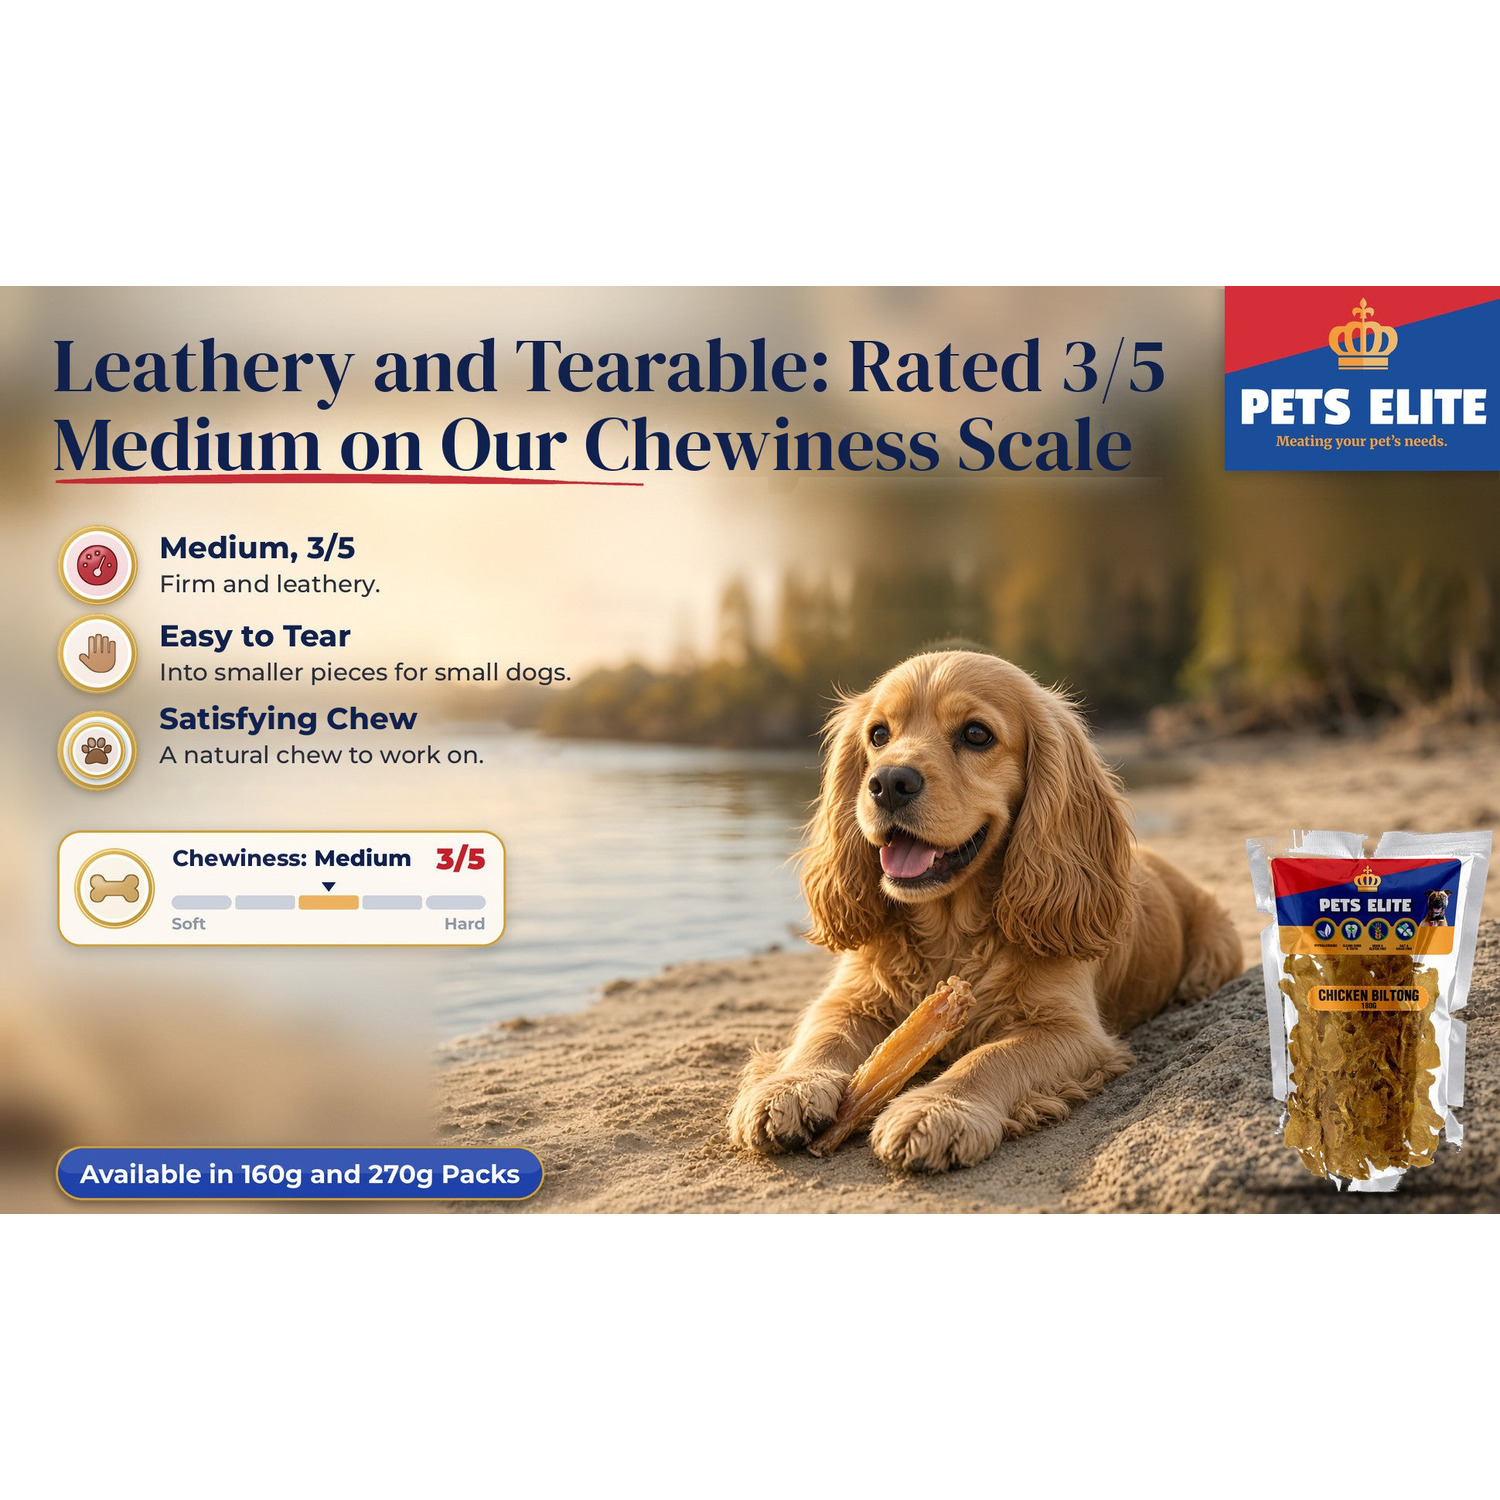 Leathery and Tearable: Rated 3/5
Medium on Our Chewiness Scale
PETS ELITE
Meating your pet's needs.
Medium, 3/5
Firm and leathery.
Easy to Tear
Into smaller pieces for small dogs.
Satisfying Chew
A natural chew to work on.
Chewiness: Medium 3/5
Soft Hard
Available in 160g and 270g Packs
PETS ELITE
CHICKEN BILTONG